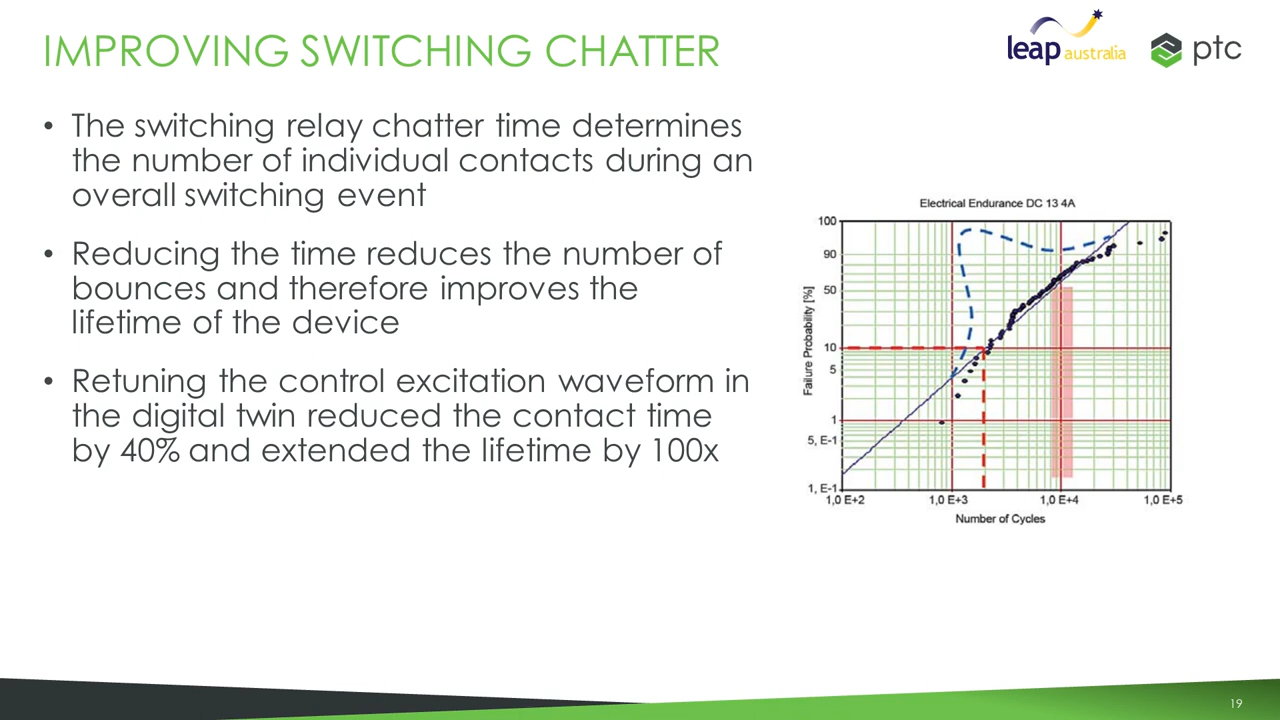 IMPROVING SWITCHING CHATTER
leap australia
ptc
• The switching relay chatter time determines
the number of individual contacts during an
overall switching event
• Reducing the time reduces the number of
bounces and therefore improves the
lifetime of the device
• Retuning the control excitation waveform in
the digital twin reduced the contact time
by 40% and extended the lifetime by 100x
Electrical Endurance DC 13 4A
Failure Probability [%]
100
90
50
10
5
1
5, E-1
1, E-1
1,0 E+2 1,0 E+3 1,0 E+4 1,0 E+5
Number of Cycles
19